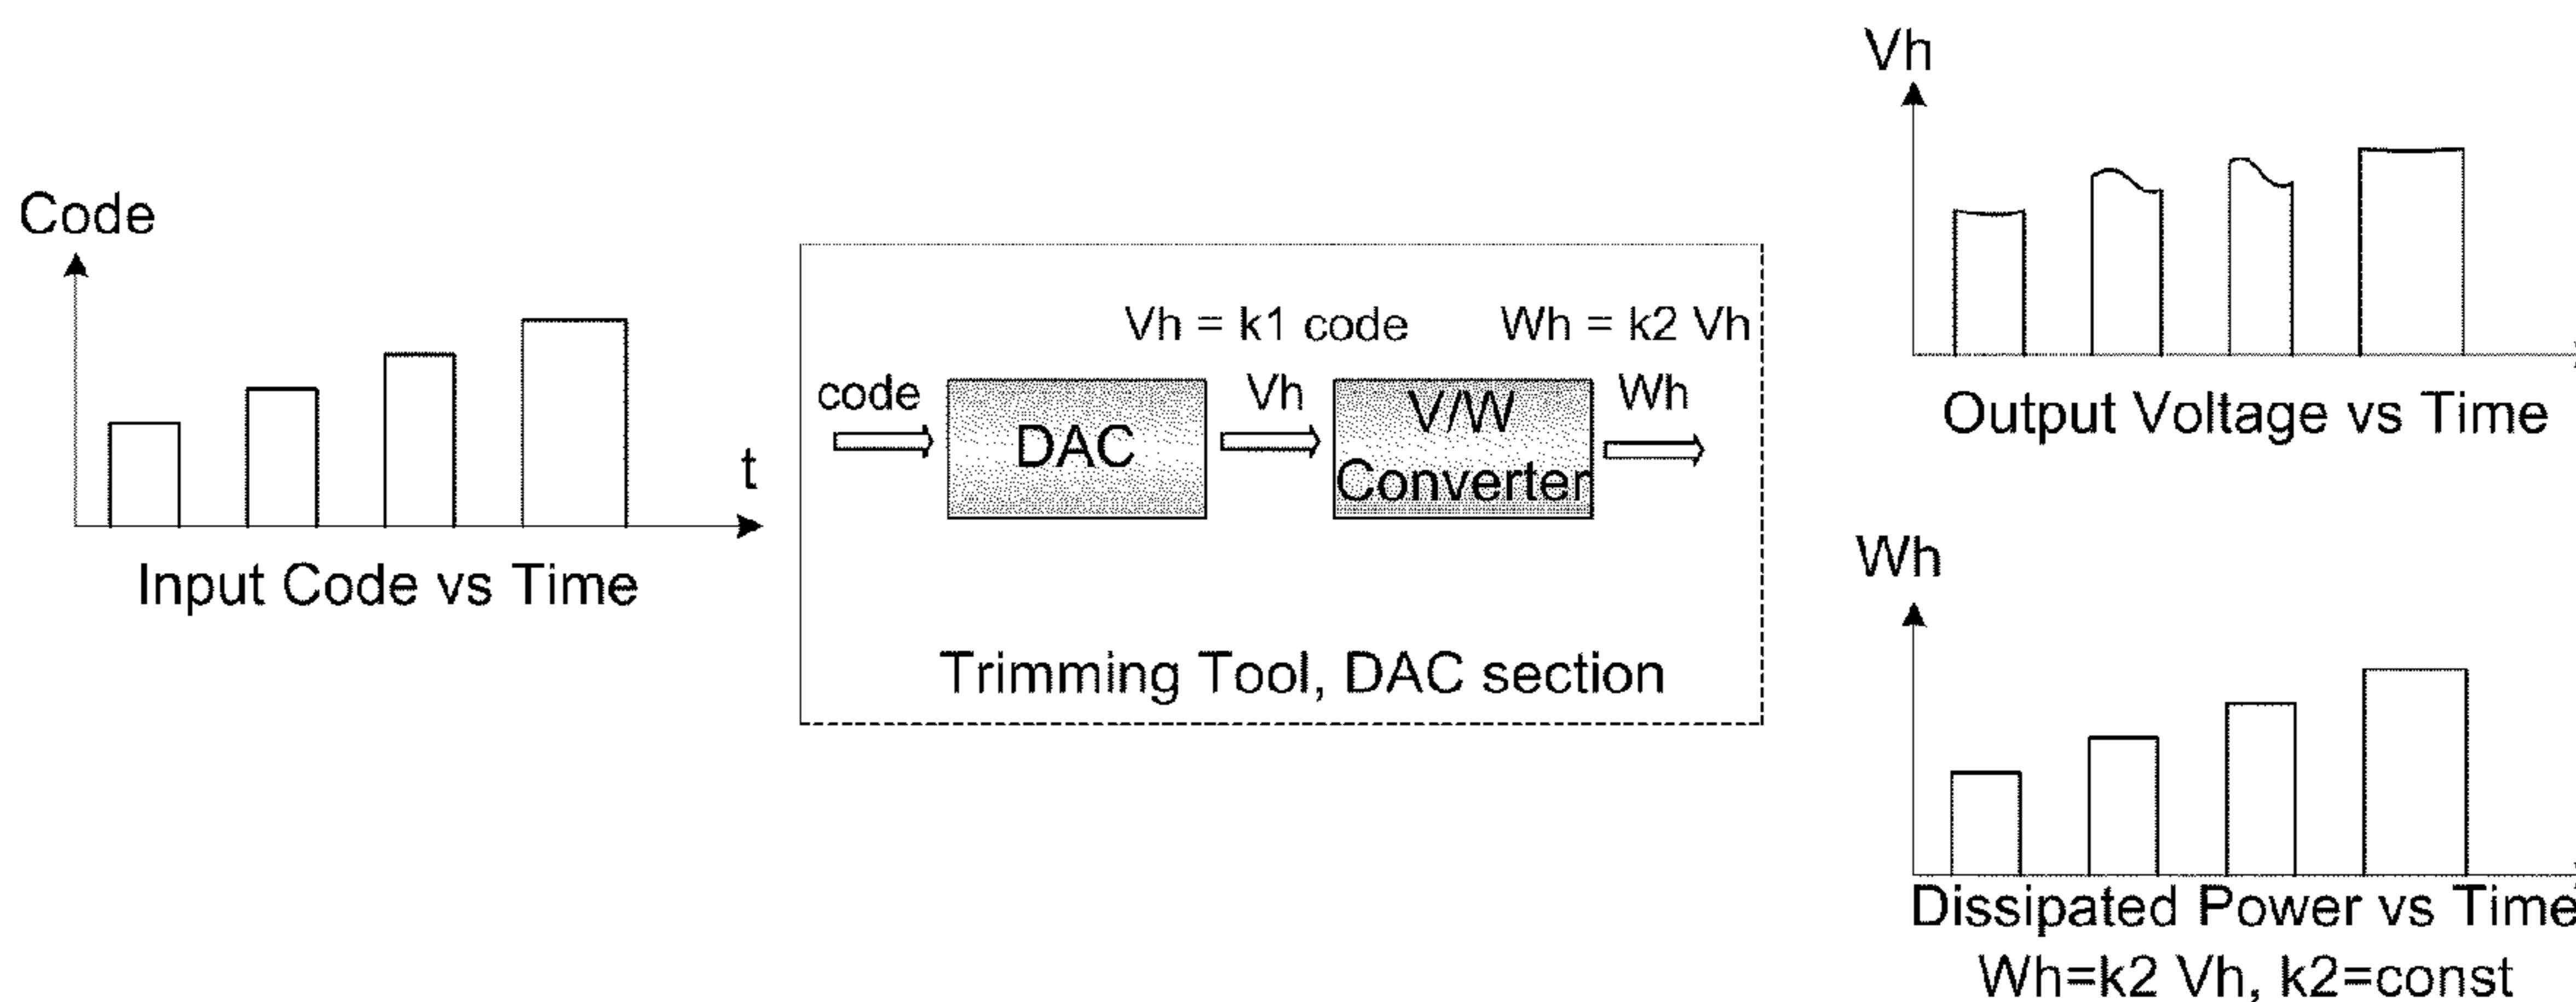 Code
t
Input Code vs Time
Vh = k1 code
Wh = k2 Vh
code
DAC
Vh
V/W
Converter
Wh
Trimming Tool, DAC section
Vh
Output Voltage vs Time
Wh
Dissipated Power vs Time
Wh=k2 Vh, k2=const